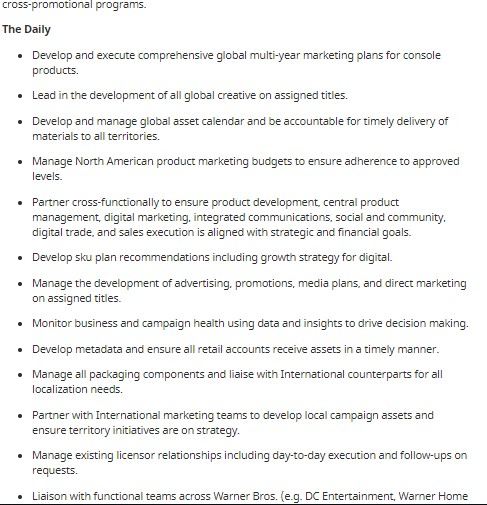 cross-promotional programs.
The Daily
• Develop and execute comprehensive global multi-year marketing plans for console
products.
• Lead in the development of all global creative on assigned titles.
• Develop and manage global asset calendar and be accountable for timely delivery of
materials to all territories.
• Manage North American product marketing budgets to ensure adherence to approved
levels.
• Partner cross-functionally to ensure product development, central product
management, digital marketing, integrated communications, social and community,
digital trade, and sales execution is aligned with strategic and financial goals.
• Develop sku plan recommendations including growth strategy for digital.
• Manage the development of advertising, promotions, media plans, and direct marketing
on assigned titles.
• Monitor business and campaign health using data and insights to drive decision making.
• Develop metadata and ensure all retail accounts receive assets in a timely manner.
• Manage all packaging components and liaise with International counterparts for all
localization needs.
• Partner with International marketing teams to develop local campaign assets and
ensure territory initiatives are on strategy.
• Manage existing licensor relationships including day-to-day execution and follow-ups on
requests.
• Liaison with functional teams across Warner Bros. (e.g. DC Entertainment, Warner Home